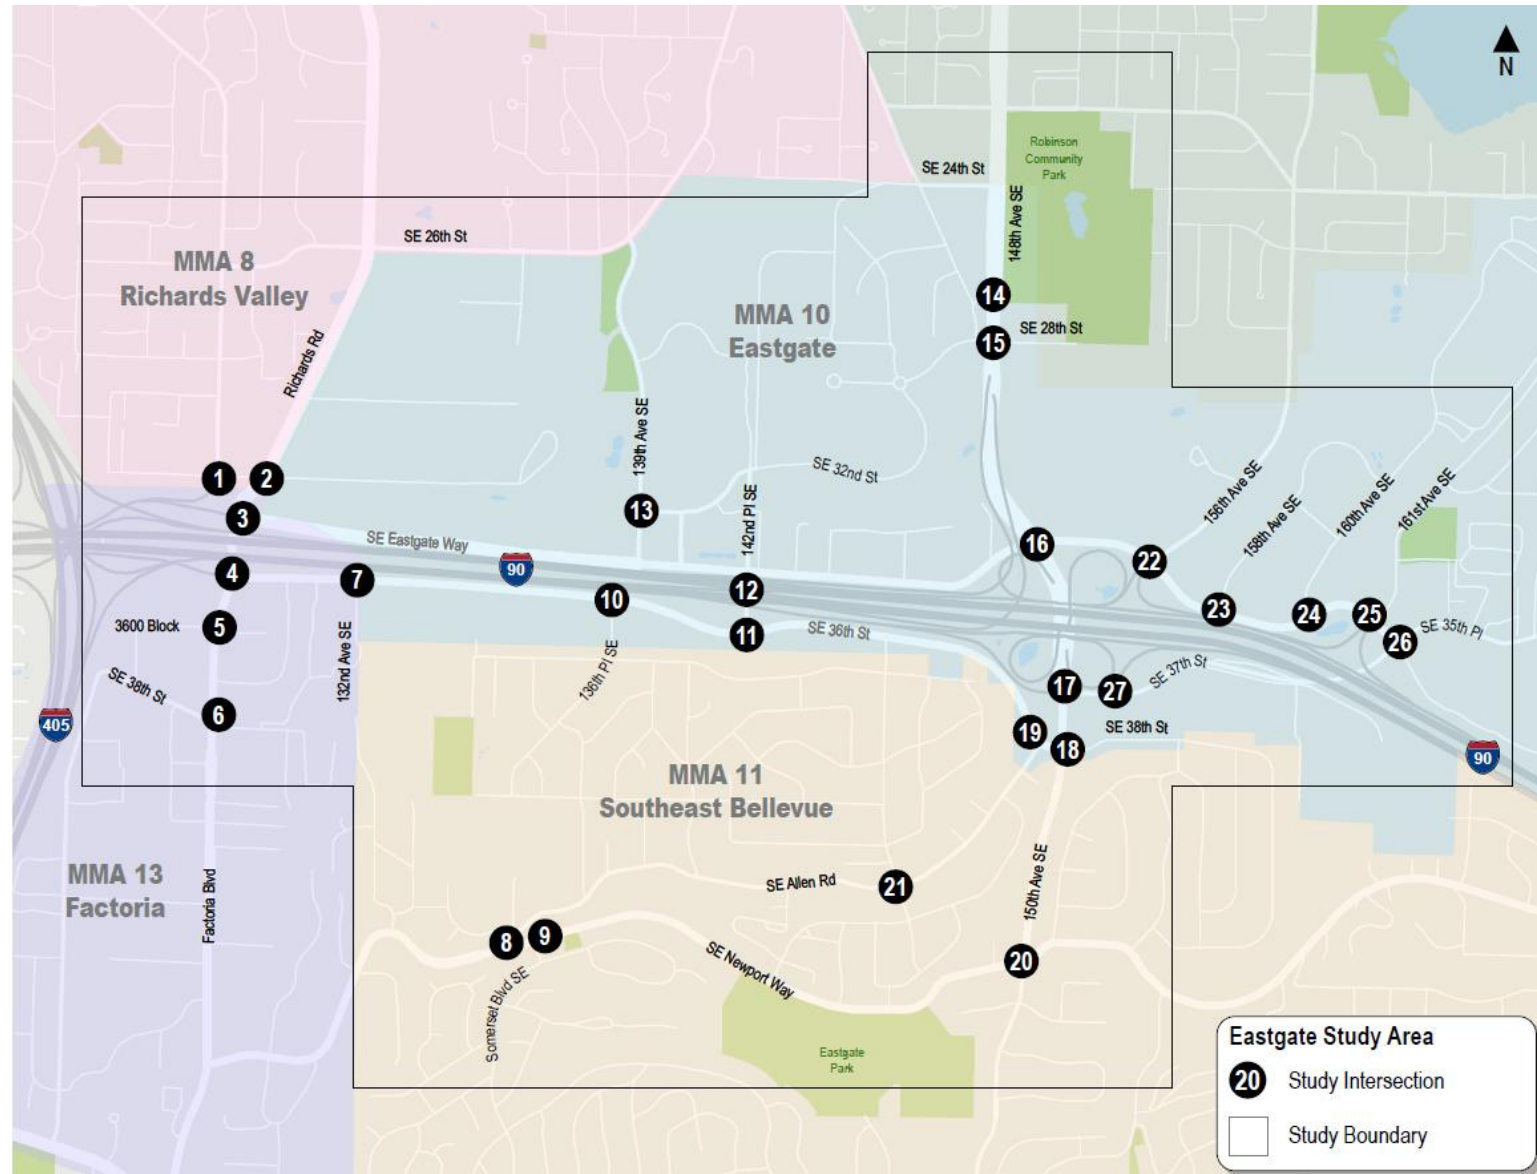 N
Robinson
Community
Park
SE 24th St
148th Ave SE
SE 26th St
MMA 8
Richards Valley
MMA 10
Eastgate
14
SE 28th St
15
Richards Rd
139th Ave SE
SE 32nd St
142nd Pl SE
156th Ave SE
158th Ave SE
160th Ave SE
161st Ave SE
1
2
3
13
SE Eastgate Way
90
16
22
4
7
10
12
23
24
25
26
SE 35th Pl
3600 Block
5
11
SE 36th St
132nd Ave SE
136th Pl SE
SE 38th St
6
405
17
27
SE 37th St
19
18
SE 38th St
90
MMA 11
Southeast Bellevue
MMA 13
Factoria
Factoria Blvd
SE Allen Rd
21
150th Ave SE
8
9
SE Newport Way
20
Somerset Blvd SE
Eastgate
Park
Eastgate Study Area
20 Study Intersection
Study Boundary